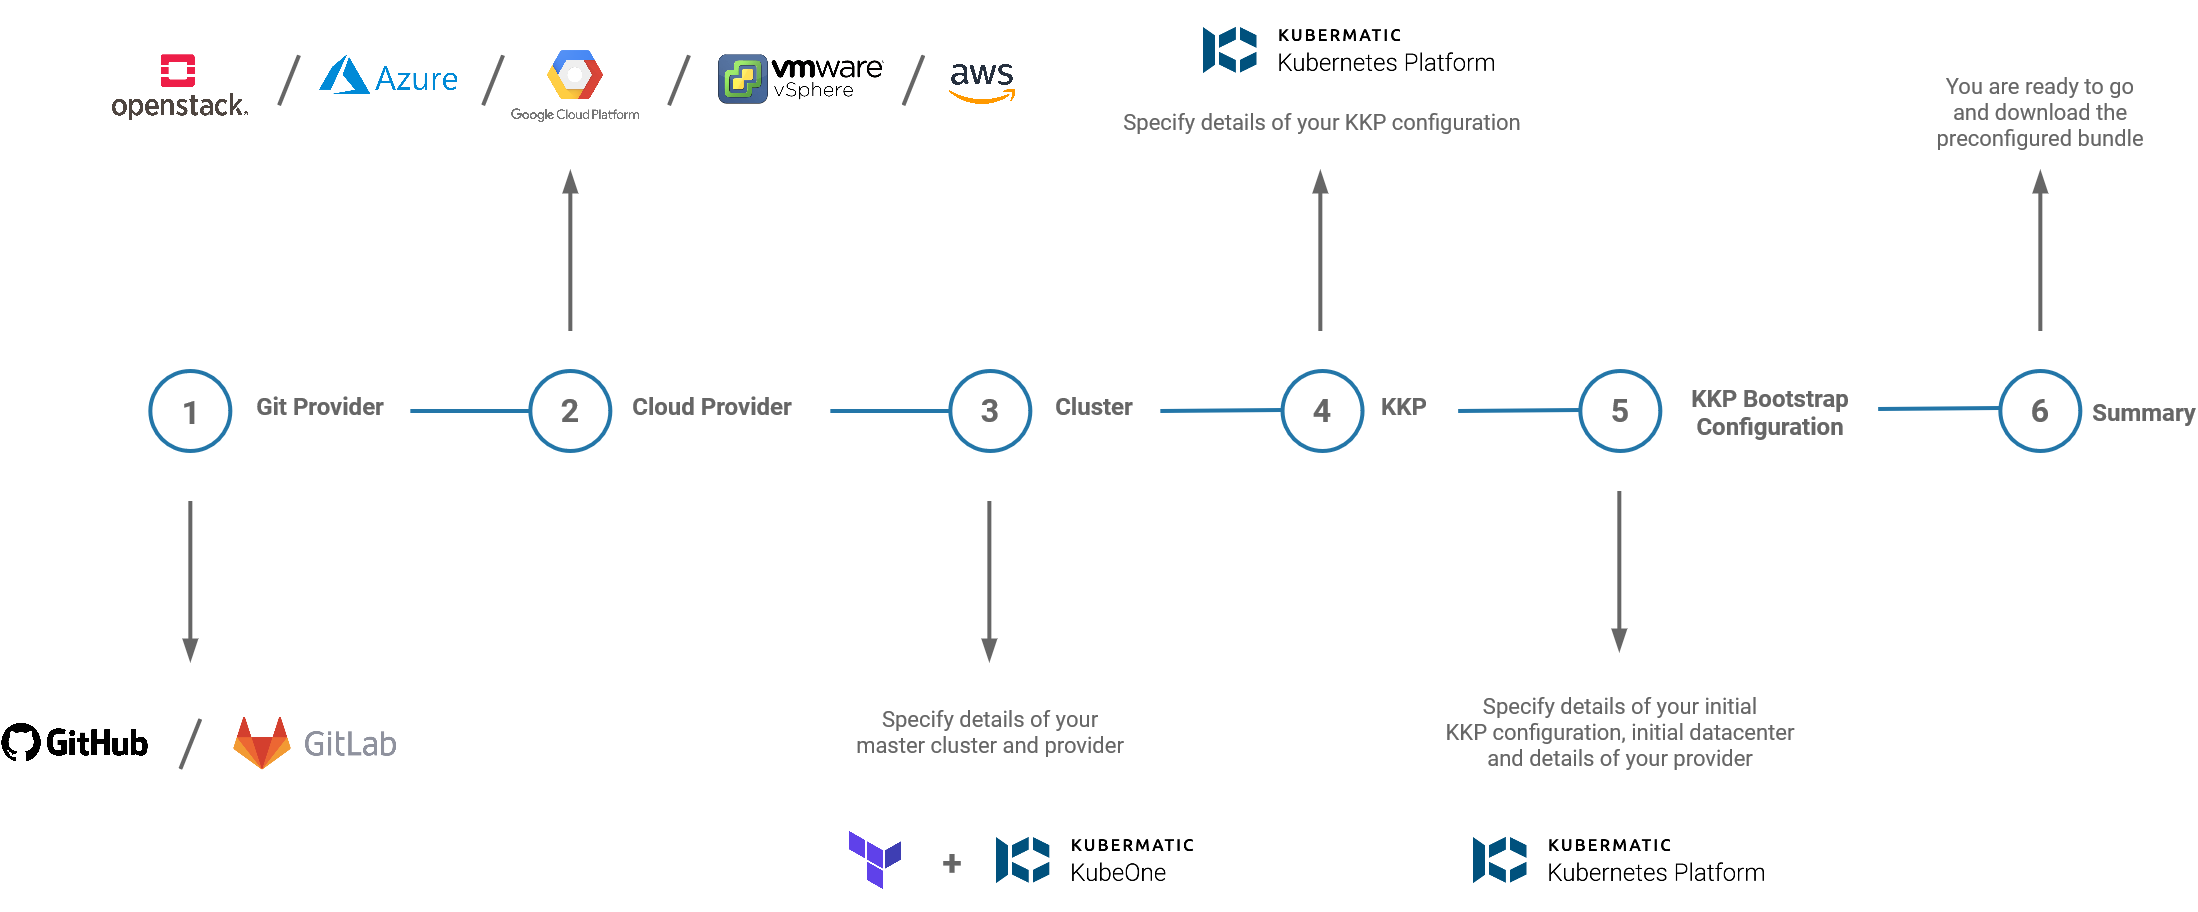 openstack.
/
Azure
/
Google Cloud Platform
/
vmware
vSphere
/
aws
KUBERMATIC
Kubernetes Platform
Specify details of your KKP configuration
You are ready to go
and download the
preconfigured bundle
1
Git Provider
2
Cloud Provider
3
Cluster
4
KKP
5
KKP Bootstrap
Configuration
6
Summary
GitHub
/
GitLab
Specify details of your
master cluster and provider
+
KUBERMATIC
KubeOne
Specify details of your initial
KKP configuration, initial datacenter
and details of your provider
KUBERMATIC
Kubernetes Platform